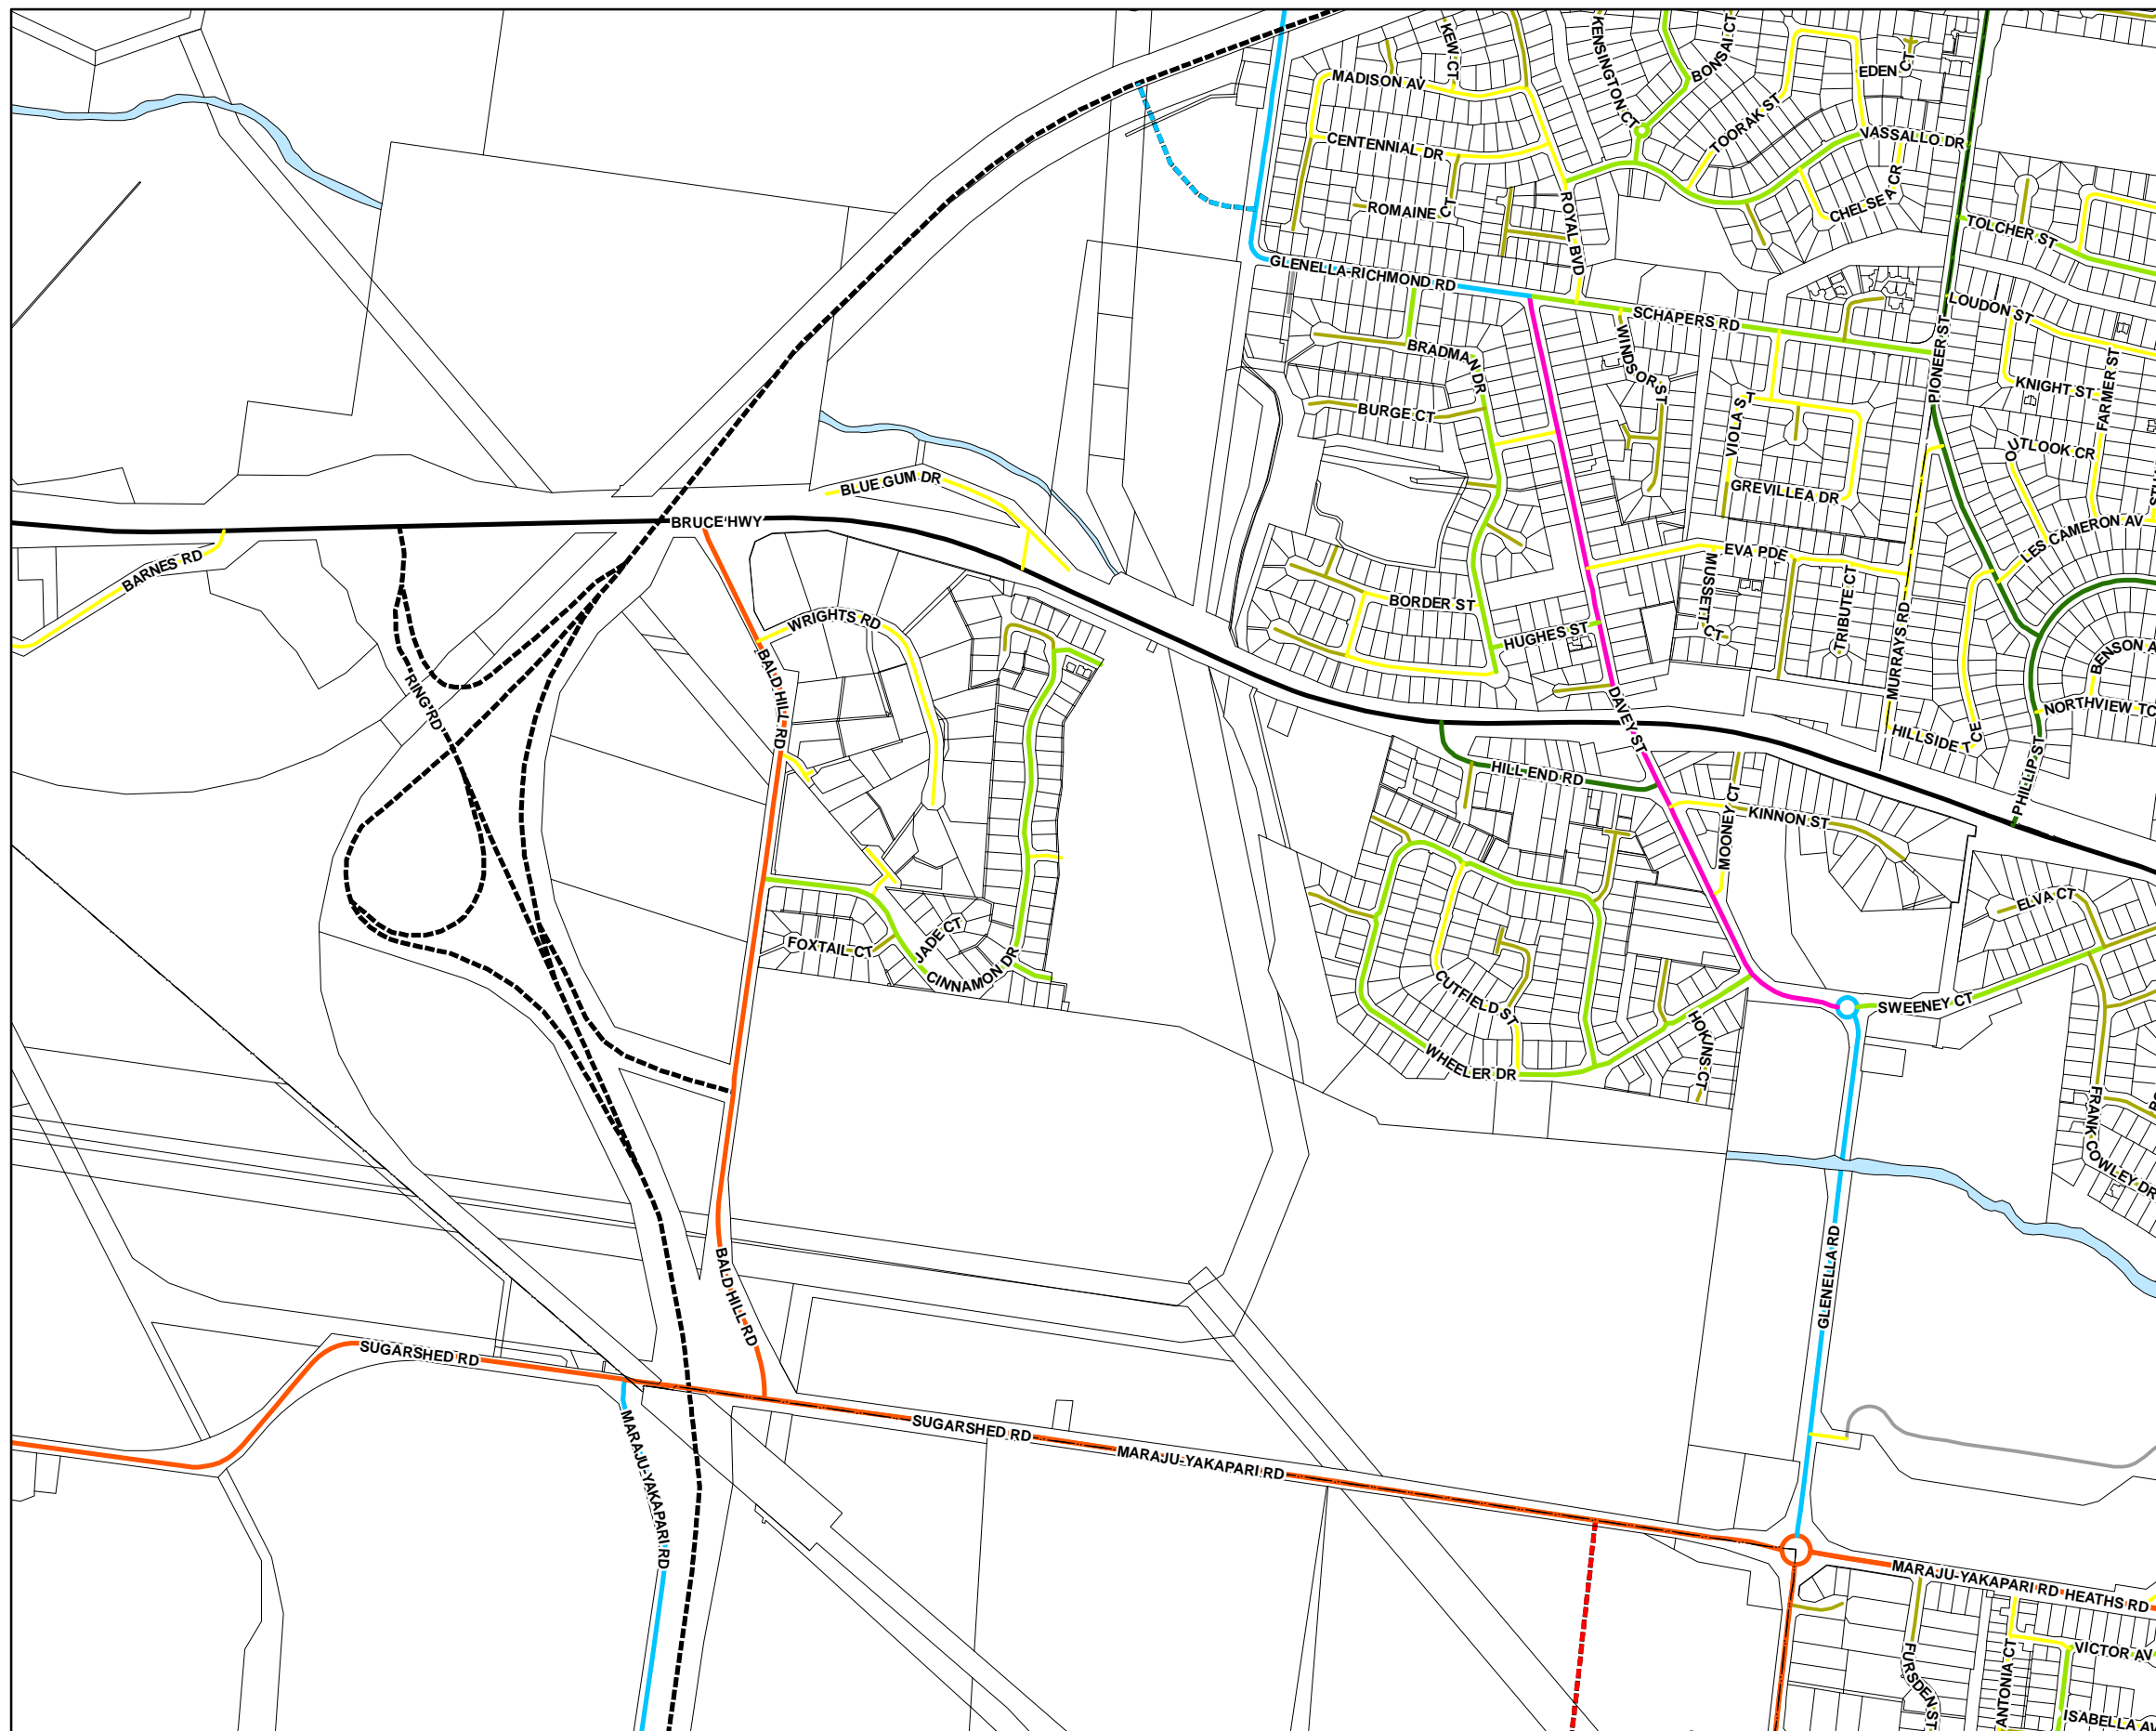 KEW CT
KENSINGTON CT
BONSAI CT
EDEN CT
MADISON AV
TOORAK ST
VASSALLO DR
CENTENNIAL DR
CHELSEA CR
ROMAINE CT
ROYAL BVD
TOLCHER ST
GLENELLA-RICHMOND RD
LOUDON ST
SCHAPERS RD
PIONEER ST
WINDSOR ST
BRADMAN DR
KNIGHT ST
FARMER ST
BURGE CT
VIOLA ST
OUTLOOK CR
BLUE GUM DR
GREVILLEA DR
BRUCE HWY
LES CAMERON AV
BARNES RD
EVA PDE
MUSSET CT
TRIBUTE CT
BORDER ST
WRIGHTS RD
HUGHES ST
MURRAYS RD
BENSON A
BALD HILL RD
RING RD
DAVEY ST
NORTHVIEW TC
HILLSIDE TCE
PHILLIP ST
HILL END RD
MOONEY CT
KINNON ST
ELVA CT
FOXTAIL CT
JADE CT
CINNAMON DR
CUTFIELD ST
SWEENEY CT
HOKINS CT
WHEELER DR
FRANK COWLEY DR
GLENELLA RD
BALD HILL RD
SUGARSHED RD
SUGARSHED RD
MARAJU-YAKAPARI RD
MARAJU-YAKAPARI RD
MARAJU-YAKAPARI RD
HEATHS RD
VICTOR AV
FURSDEN ST
ANTONIA CT
ISABELLA A